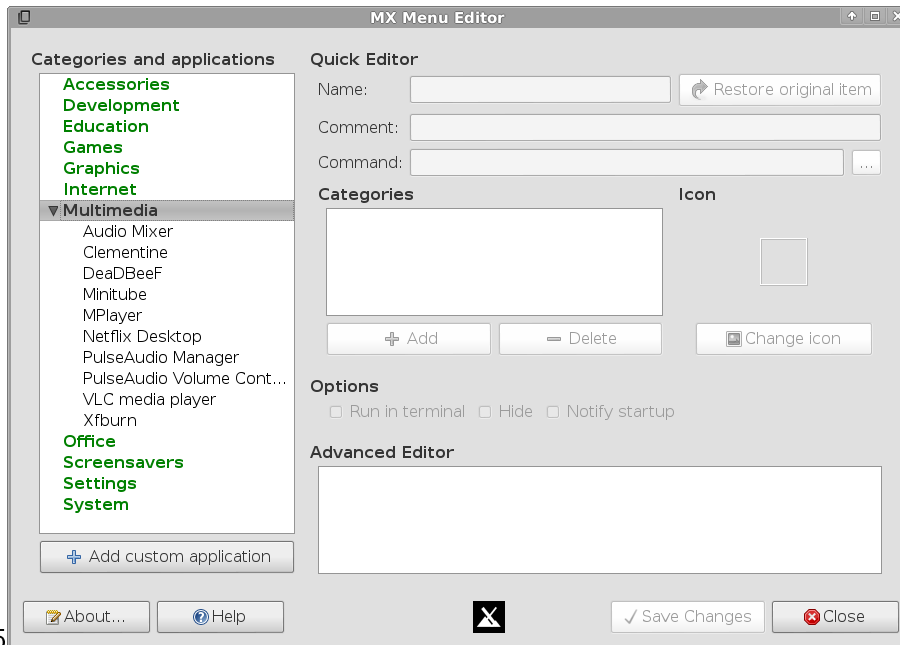 MX Menu Editor
Categories and applications
Accessories
Development
Education
Games
Graphics
Internet
Multimedia
Audio Mixer
Clementine
DeaDBeeF
Minitube
MPlayer
Netflix Desktop
PulseAudio Manager
PulseAudio Volume Cont...
VLC media player
Xfburn
Office
Screensavers
Settings
System
Add custom application
Quick Editor
Name:
Restore original item
Comment:
Command:
...
Categories
Icon
Add
Delete
Change icon
Options
Run in terminal
Hide
Notify startup
Advanced Editor
About...
Help
Save Changes
Close